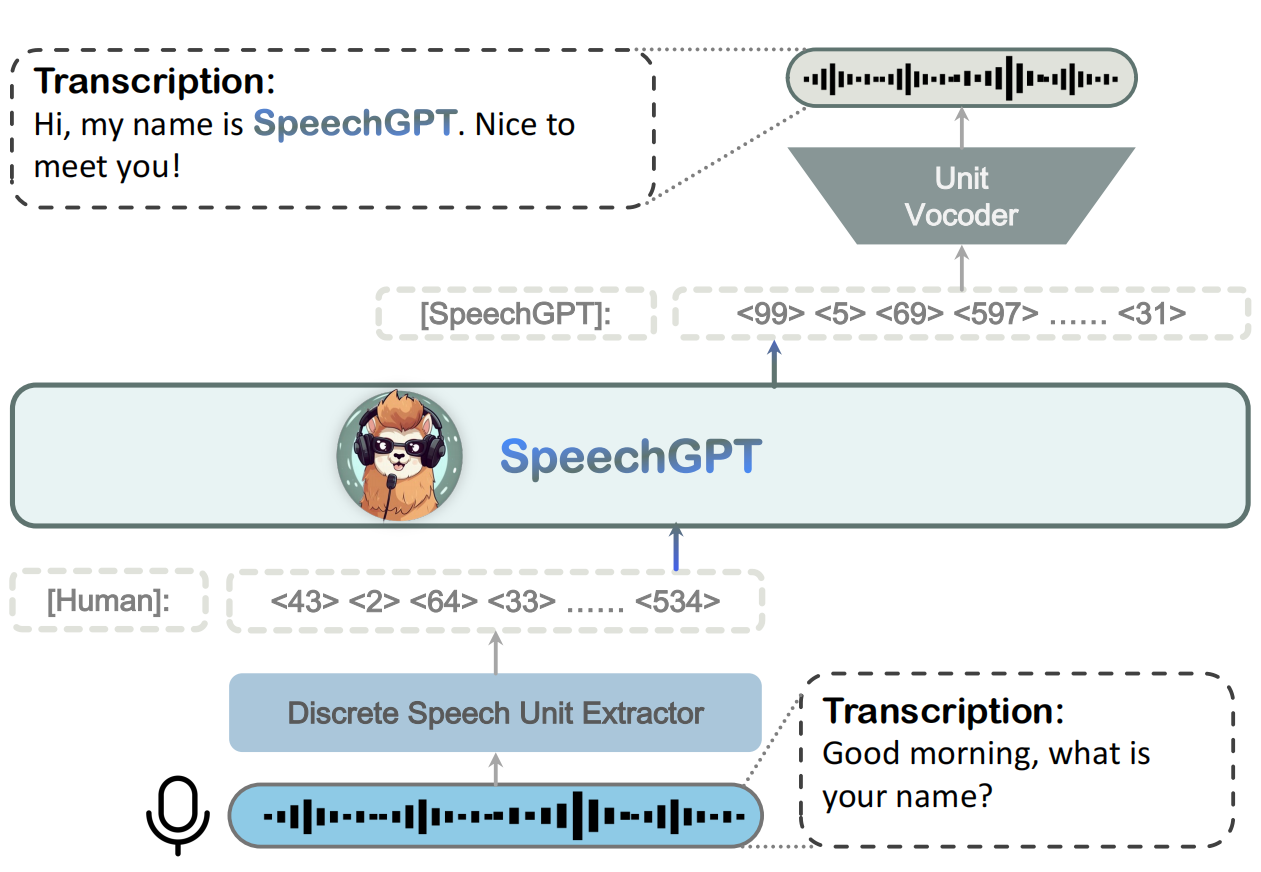 Transcription:
Hi, my name is SpeechGPT. Nice to
meet you!
Unit
Vocoder
[SpeechGPT]: <99> <5> <69> <597> ...... <31>
SpeechGPT
[Human]: <43> <2> <64> <33> ...... <534>
Discrete Speech Unit Extractor
Transcription:
Good morning, what is
your name?